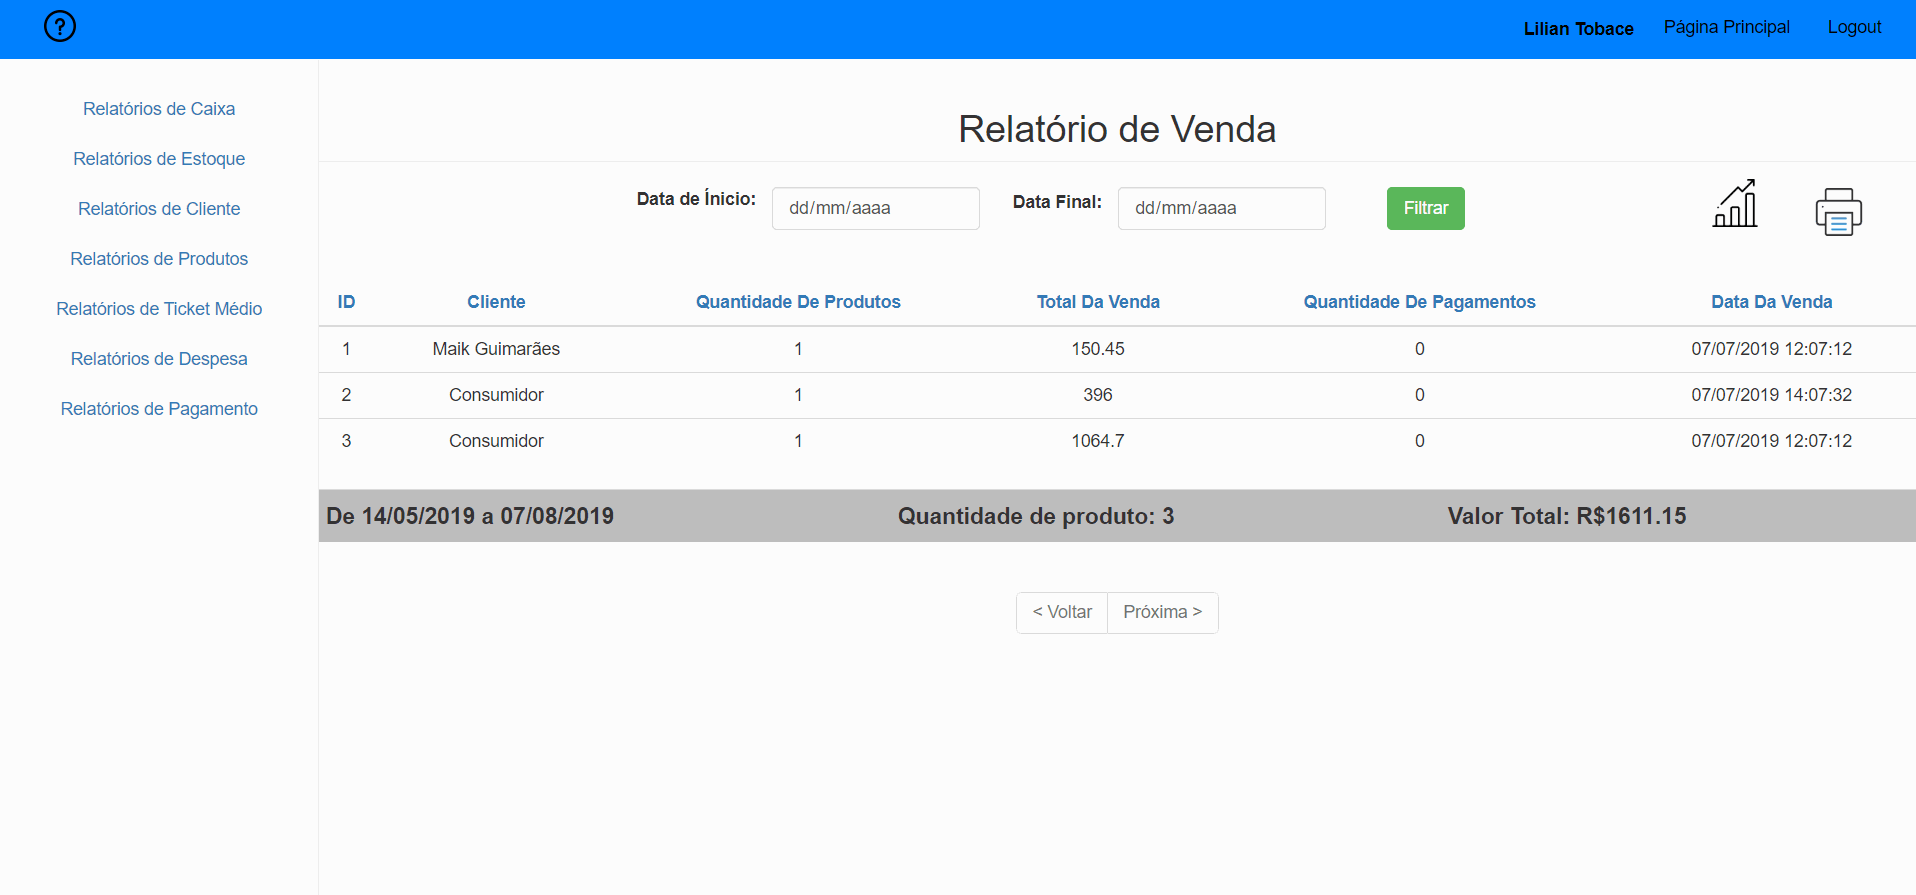 ?
Lilian Tobace Página Principal Logout
Relatórios de Caixa
Relatórios de Estoque
Relatórios de Cliente
Relatórios de Produtos
Relatórios de Ticket Médio
Relatórios de Despesa
Relatórios de Pagamento
Relatório de Venda
Data de Ínicio: dd/mm/aaaa Data Final: dd/mm/aaaa Filtrar
ID Cliente Quantidade De Produtos Total Da Venda Quantidade De Pagamentos Data Da Venda
1 Maik Guimarães 1 150.45 0 07/07/2019 12:07:12
2 Consumidor 1 396 0 07/07/2019 14:07:32
3 Consumidor 1 1064.7 0 07/07/2019 12:07:12
De 14/05/2019 a 07/08/2019 Quantidade de produto: 3 Valor Total: R$1611.15
< Voltar Próxima >